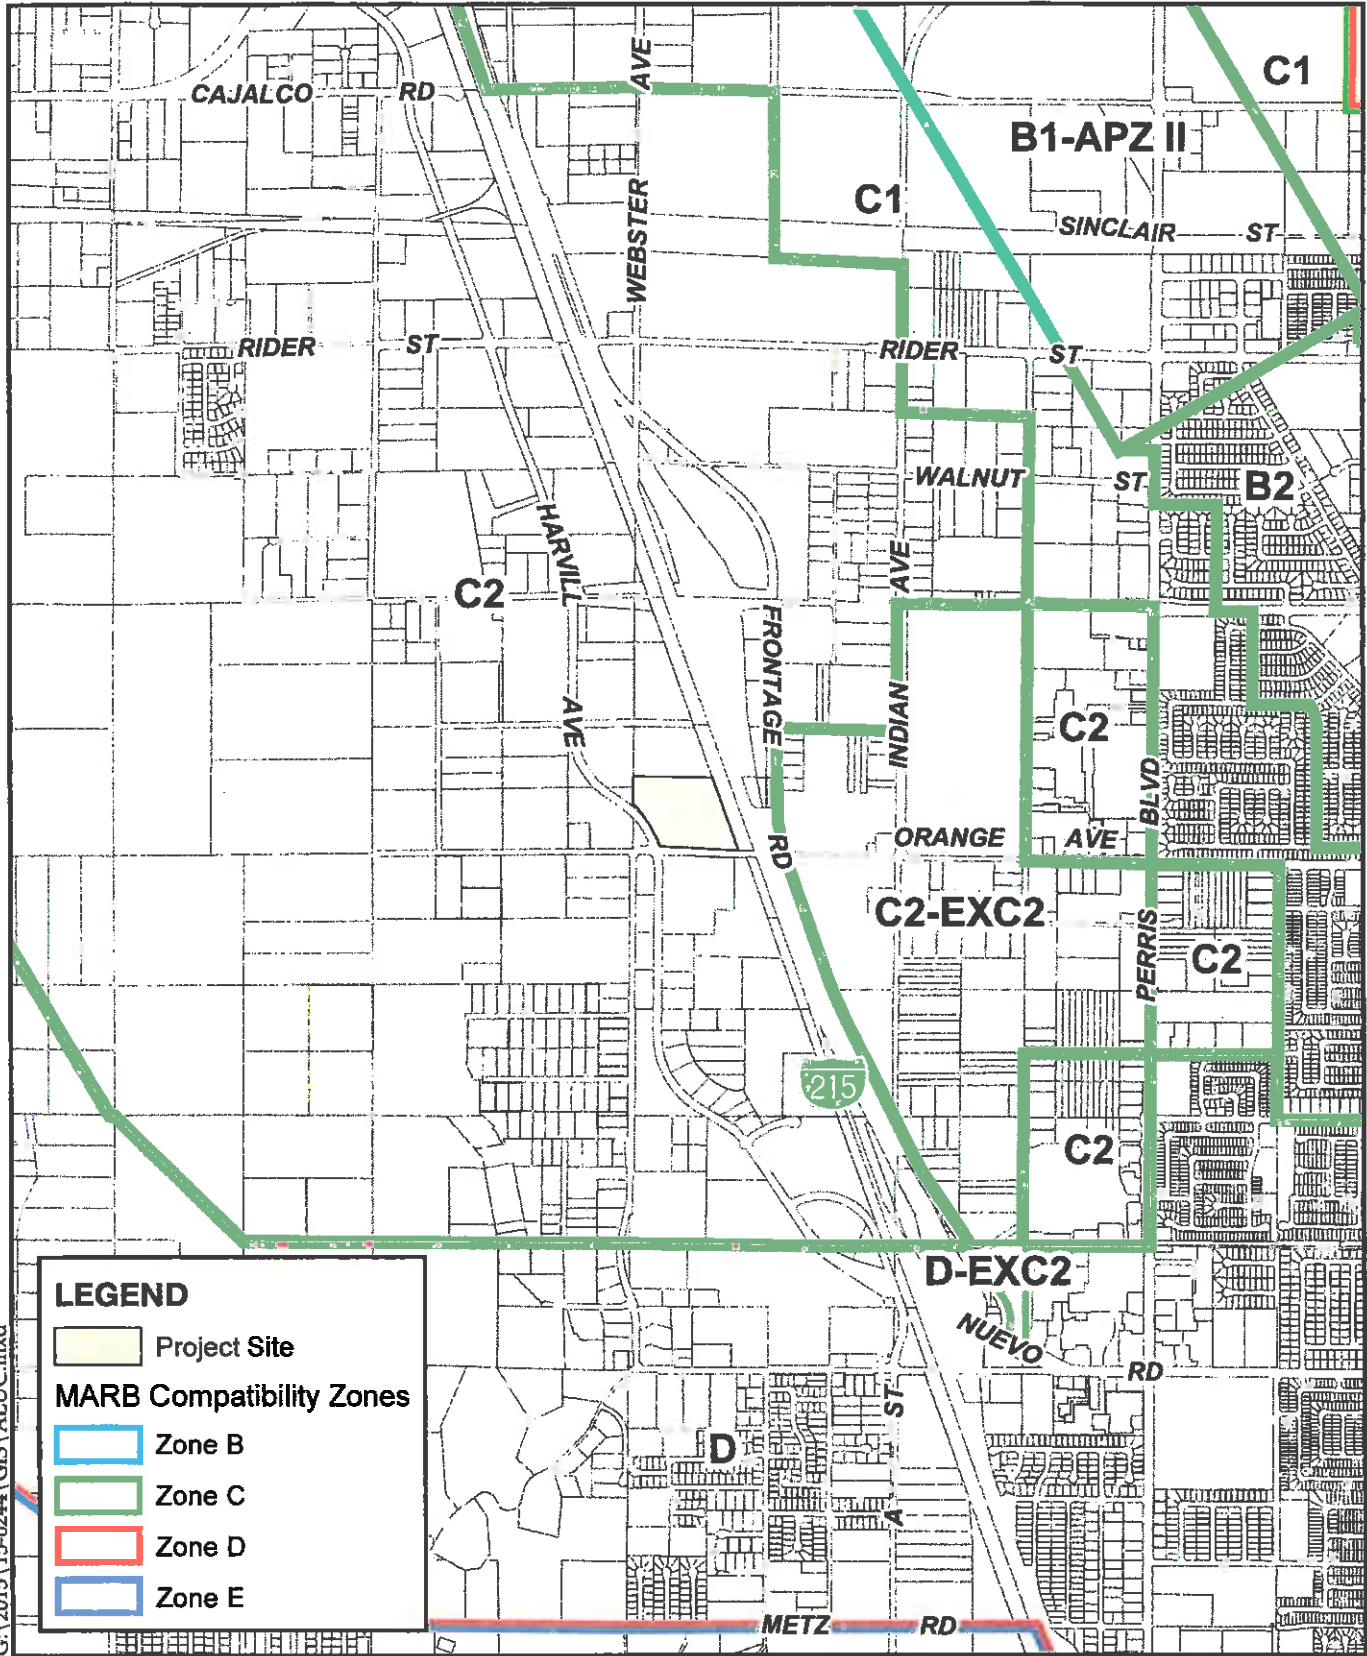 CAJALCO RD
AVE
WEBSTER
C1
B1-APZ II
C1
SINCLAIR ST
RIDER ST
RIDER ST
WALNUT ST
B2
HARVILL
AVE
C2
FRONTAGE
RD
INDIAN
AVE
C2
BLVD
PERRIS
ORANGE AVE
C2-EXC2
C2
215
C2
D-EXC2
NUEVO
RD
D
A ST
METZ RD
LEGEND
Project Site
MARB Compatibility Zones
Zone B
Zone C
Zone D
Zone E